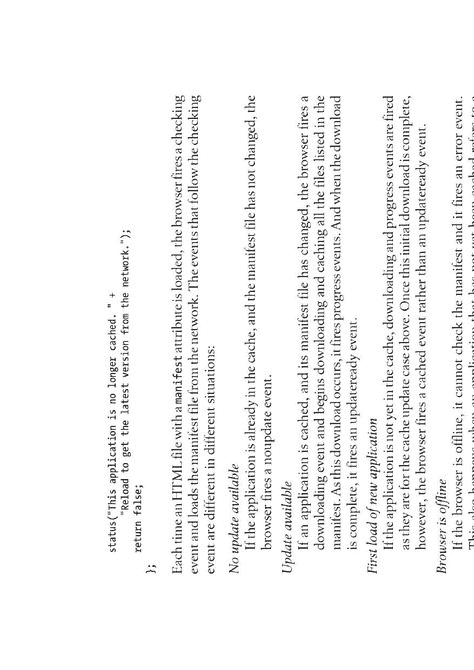 status("This application is no longer cached. " +
"Reload to get the latest version from the network.");
return false;
};
Each time an HTML file with a manifest attribute is loaded, the browser fires a checking
event and loads the manifest file from the network. The events that follow the checking
event are different in different situations:
No update available
If the application is already in the cache, and the manifest file has not changed, the
browser fires a noupdate event.
Update available
If an application is cached, and its manifest file has changed, the browser fires a
downloading event and begins downloading and caching all the files listed in the
manifest. As this download occurs, it fires progress events. And when the download
is complete, it fires an updateready event.
First load of new application
If the application is not yet in the cache, downloading and progress events are fired
as they are for the cache update case above. Once this initial download is complete,
however, the browser fires a cached event rather than an updateready event.
Browser is offline
If the browser is offline, it cannot check the manifest and it fires an error event.